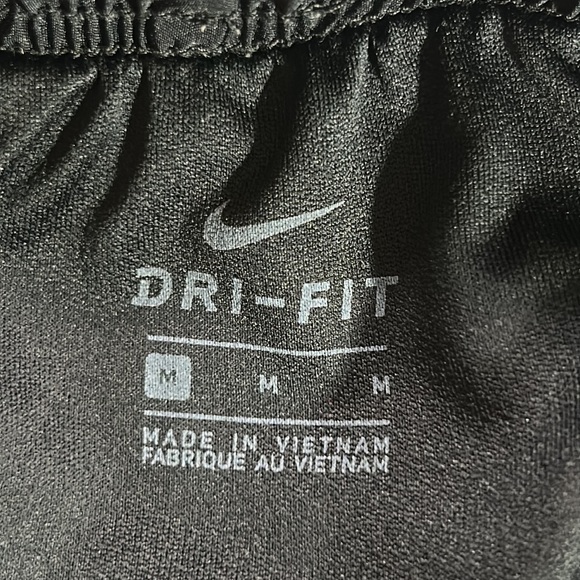 DRI-FIT
M M M
MADE IN VIETNAM
FABRIQUE AU VIETNAM